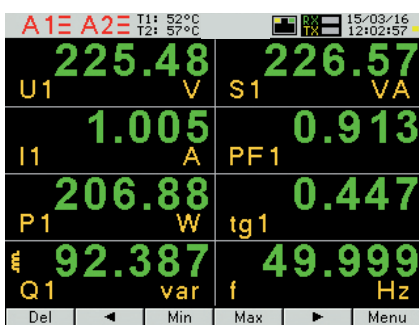 A1 A2 T1: 52°C T2: 57°C RX TX 15/03/16 12:02:57
225.48 226.57
U1 V S1 VA
1.005 0.913
I1 A PF1
206.88 0.447
P1 W tg1
92.387 49.999
Q1 var f Hz
Del ◄ Min Max ► Menu